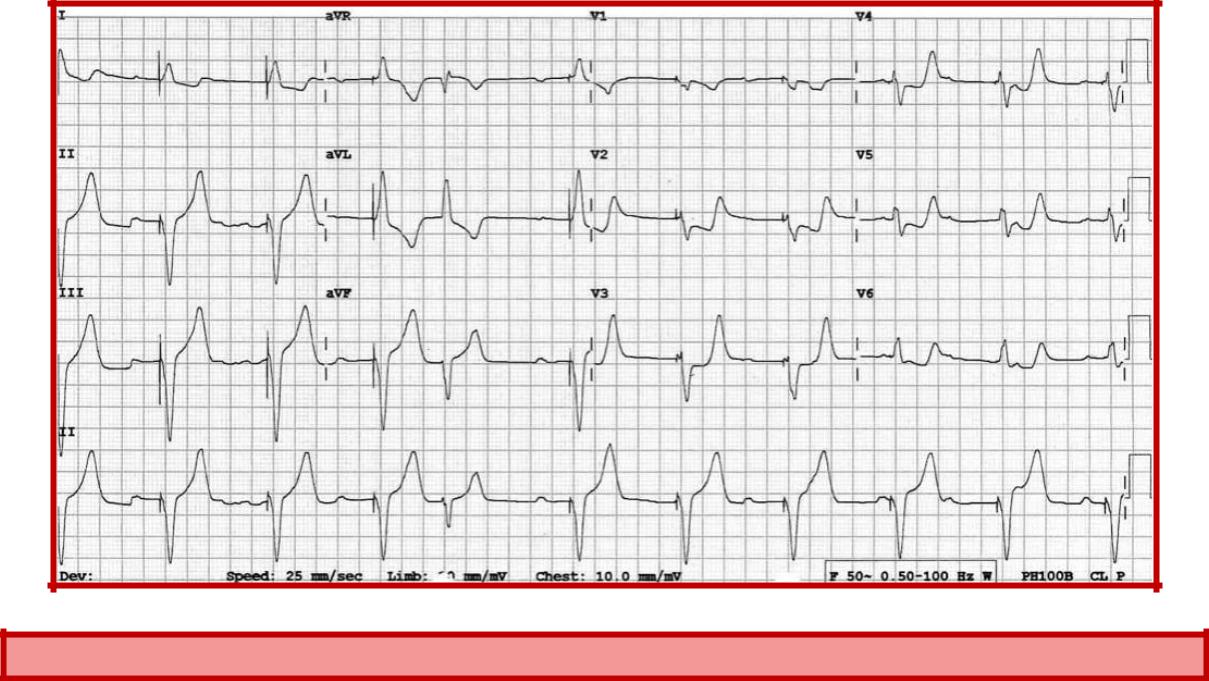 I aVR V1 V4
II aVL V2 V5
III aVF V3 V6
II
Dev: Speed: 25 mm/sec Limb: mm/mV Chest: 10.0 mm/mV F 50~ 0.50-100 Hz W PH100B CL P